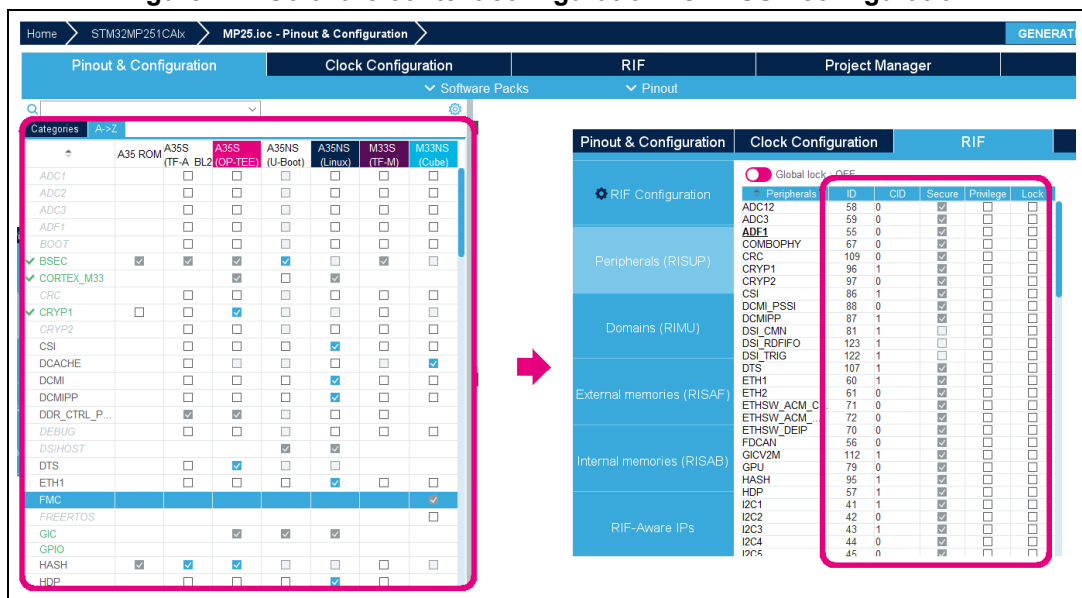 Home STM32MP251CAIx MP25.ioc - Pinout & Configuration
Pinout & Configuration Clock Configuration RIF Project Manager
Software Packs Pinout
Categories A->Z
A35 ROM A35S (TF-A BL2 A35S (OP-TEE) A35NS (U-Boot) A35NS (Linux) M33S (TF-M) M33NS (Cube)
ADC1
ADC2
ADC3
ADF1
BOOT
BSEC
CORTEX_M33
CRC
CRYP1
CRYP2
CSI
DCACHE
DCMI
DCMIPP
DDR_CTRL_P...
DEBUG
DSIHOST
DTS
ETH1
FMC
FREERTOS
GIC
GPIO
HASH
HDP
Pinout & Configuration Clock Configuration RIF
RIF Configuration
Peripherals (RISUP)
Domains (RIMU)
External memories (RISAF)
Internal memories (RISAB)
RIF-Aware IPs
Global lock - OFF
Peripherals ID CID Secure Privilege Lock
ADC12 58 0
ADC3 59 0
ADF1 55 0
COMBOPHY 67 0
CRC 109 0
CRYP1 96 1
CRYP2 97 0
CSI 86 1
DCMI_PSSI 88 0
DCMIPP 87 1
DSI_CMN 81 1
DSI_RDFIFO 123 1
DSI_TRIG 122 1
DTS 107 1
ETH1 60 1
ETH2 61 0
ETHSW_ACM_C... 71 0
ETHSW_ACM_... 72 0
ETHSW_DEIP 70 0
FDCAN 56 0
GICV2M 112 1
GPU 79 0
HASH 95 1
HDP 57 1
I2C1 41 1
I2C2 42 0
I2C3 43 1
I2C4 44 0
I2C5 45 0